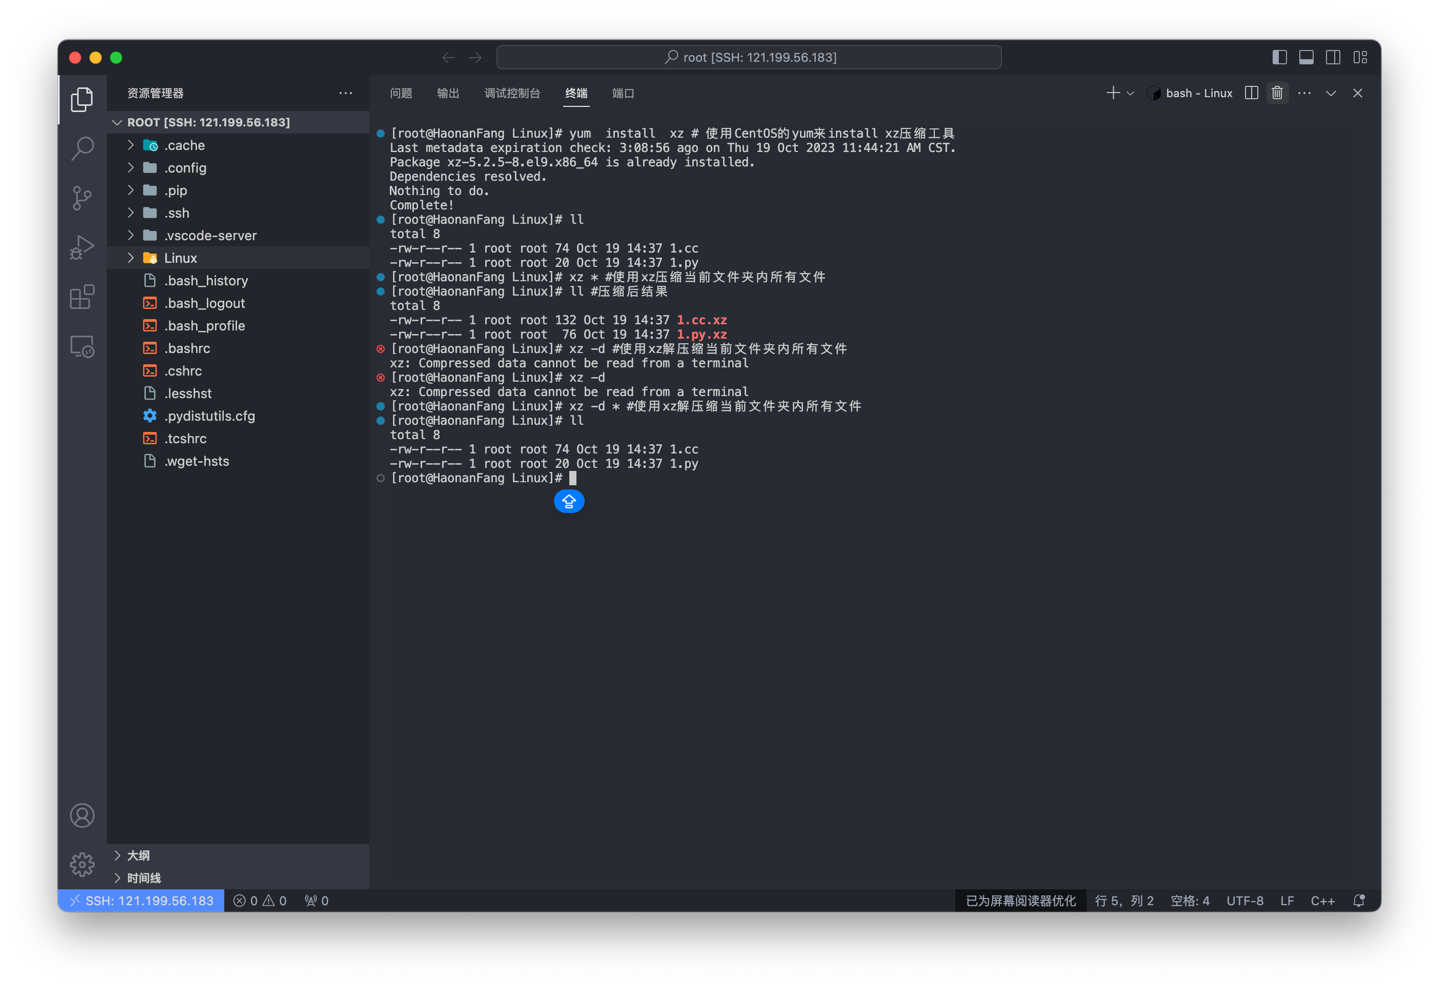 root [SSH: 121.199.56.183]
资源管理器
ROOT [SSH: 121.199.56.183]
.cache
.config
.pip
.ssh
.vscode-server
Linux
.bash_history
.bash_logout
.bash_profile
.bashrc
.cshrc
.lesshst
.pydistutils.cfg
.tcshrc
.wget-hsts
大纲
时间线
问题 输出 调试控制台 终端 端口
bash - Linux
[root@HaonanFang Linux]# yum  install  xz # 使用CentOS的yum来install xz压缩工具
Last metadata expiration check: 3:08:56 ago on Thu 19 Oct 2023 11:44:21 AM CST.
Package xz-5.2.5-8.el9.x86_64 is already installed.
Dependencies resolved.
Nothing to do.
Complete!
[root@HaonanFang Linux]# ll
total 8
-rw-r--r-- 1 root root 74 Oct 19 14:37 1.cc
-rw-r--r-- 1 root root 20 Oct 19 14:37 1.py
[root@HaonanFang Linux]# xz * #使用xz压缩当前文件夹内所有文件
[root@HaonanFang Linux]# ll #压缩后结果
total 8
-rw-r--r-- 1 root root 132 Oct 19 14:37 1.cc.xz
-rw-r--r-- 1 root root  76 Oct 19 14:37 1.py.xz
[root@HaonanFang Linux]# xz -d #使用xz解压缩当前文件夹内所有文件
xz: Compressed data cannot be read from a terminal
[root@HaonanFang Linux]# xz -d
xz: Compressed data cannot be read from a terminal
[root@HaonanFang Linux]# xz -d * #使用xz解压缩当前文件夹内所有文件
[root@HaonanFang Linux]# ll
total 8
-rw-r--r-- 1 root root 74 Oct 19 14:37 1.cc
-rw-r--r-- 1 root root 20 Oct 19 14:37 1.py
[root@HaonanFang Linux]#
SSH: 121.199.56.183 0 0 0 已为屏幕阅读器优化 行 5，列 2 空格: 4 UTF-8 LF C++